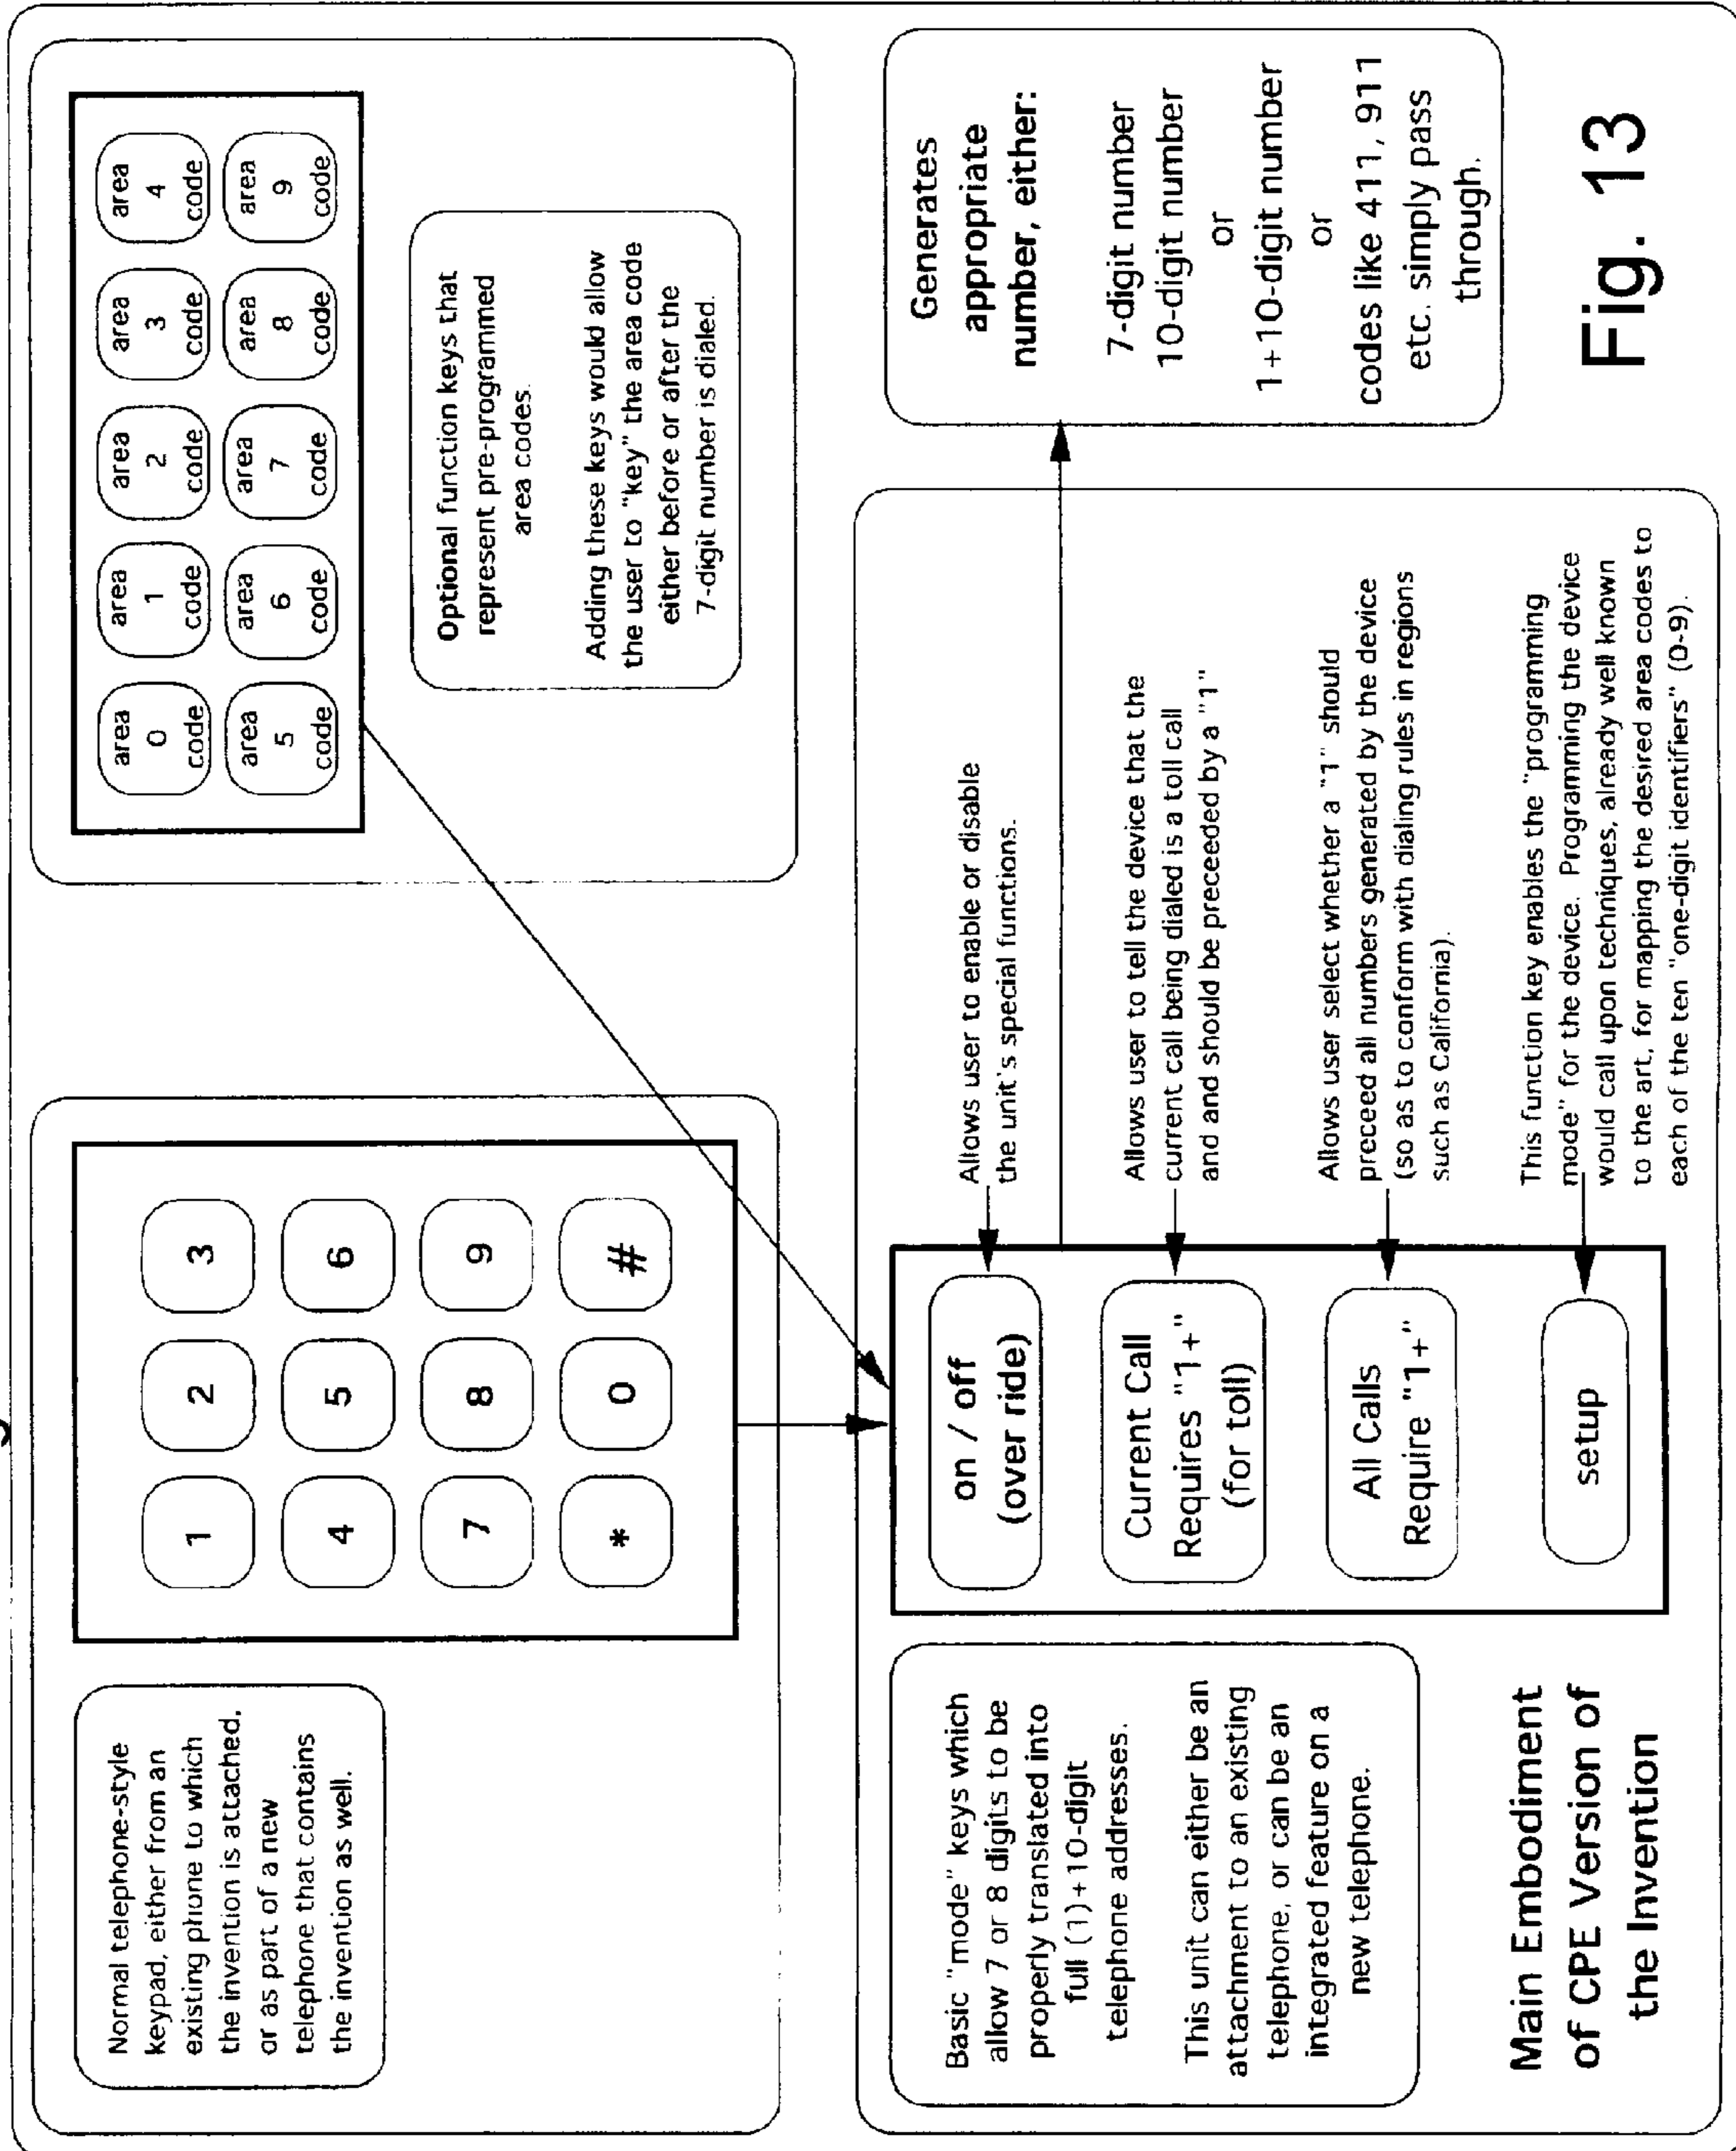 Normal telephone-style
keypad, either from an
existing phone to which
the invention is attached,
or as part of a new
telephone that contains
the invention as well.
1 2 3
4 5 6
7 8 9
* 0 #
area area area area area
0 1 2 3 4
code code code code code
area area area area area
5 6 7 8 9
code code code code code
Optional function keys that
represent pre-programmed
area codes.
Adding these keys would allow
the user to "key" the area code
either before or after the
7-digit number is dialed.
Basic "mode" keys which
allow 7 or 8 digits to be
properly translated into
full (1)+10-digit
telephone addresses.
This unit can either be an
attachment to an existing
telephone, or can be an
integrated feature on a
new telephone.
Main Embodiment
of CPE Version of
the Invention
on / off
(over ride)
Current Call
Requires "1+"
(for toll)
All Calls
Require "1+"
setup
Allows user to enable or disable
the unit's special functions.
Allows user to tell the device that the
current call being dialed is a toll call
and and should be preceeded by a "1"
Allows user select whether a "1" should
preceed all numbers generated by the device
(so as to conform with dialing rules in regions
such as California).
This function key enables the "programming
mode" for the device. Programming the device
would call upon techniques, already well known
to the art, for mapping the desired area codes to
each of the ten "one-digit identifiers" (0-9).
Generates
appropriate
number, either:
7-digit number
10-digit number
or
1+10-digit number
or
codes like 411, 911
etc. simply pass
through.
Fig. 13